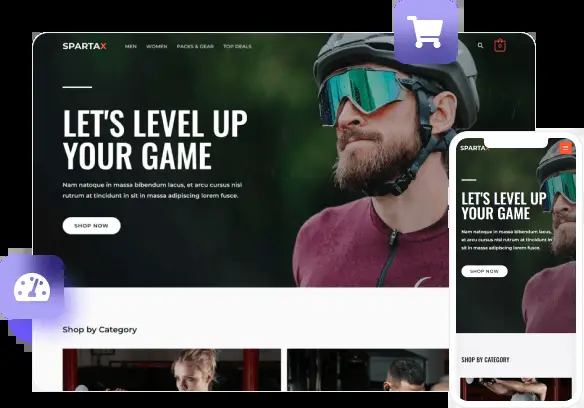 SPARTAX
MEN WOMEN PACKS & GEAR TOP DEALS
0
LET'S LEVEL UP
YOUR GAME
Nam natoque in massa bibendum lacus, et arcu cursus nisl
rutrum at tincidunt in sit massa adipiscing lorem fusce.
SHOP NOW
Shop by Category
SPARTAX
LET'S LEVEL UP
YOUR GAME
Nam natoque in massa bibendum lacus,
et arcu cursus nisl rutrum at tincidunt in
sit massa adipiscing lorem fusce.
SHOP NOW
SHOP BY CATEGORY